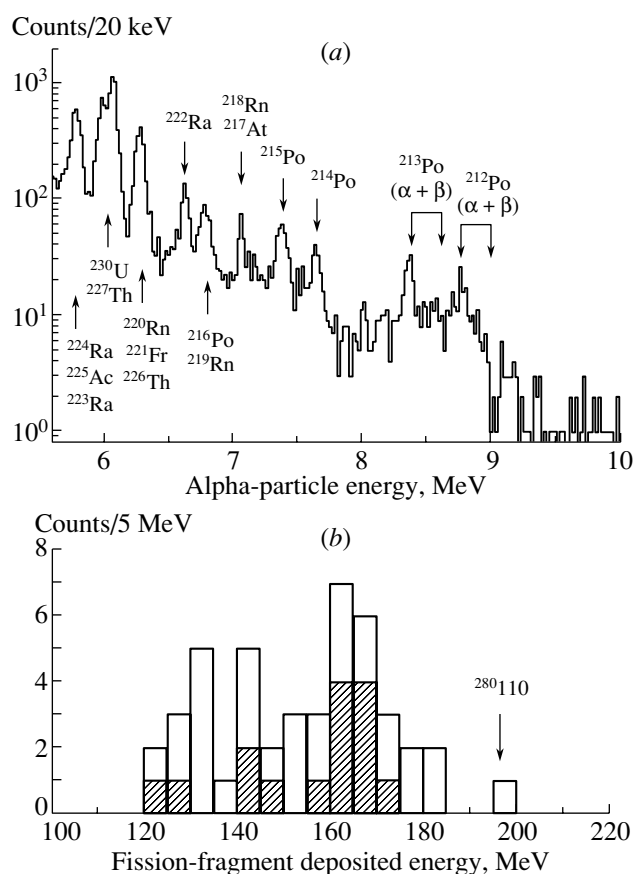 Counts/20 keV
(a)
10³
10²
10¹
10⁰
²²²Ra
²¹⁸Rn
²¹⁷At
²¹⁵Po
²¹⁴Po
²¹³Po
(α + β)
²¹²Po
(α + β)
²³⁰U
²²⁷Th
²²⁴Ra
²²⁵Ac
²²³Ra
²²⁰Rn
²²¹Fr
²²⁶Th
²¹⁶Po
²¹⁹Rn
6 7 8 9 10
Alpha-particle energy, MeV
Counts/5 MeV
(b)
8
6
4
2
0
²⁸⁰110
100 120 140 160 180 200 220
Fission-fragment deposited energy, MeV